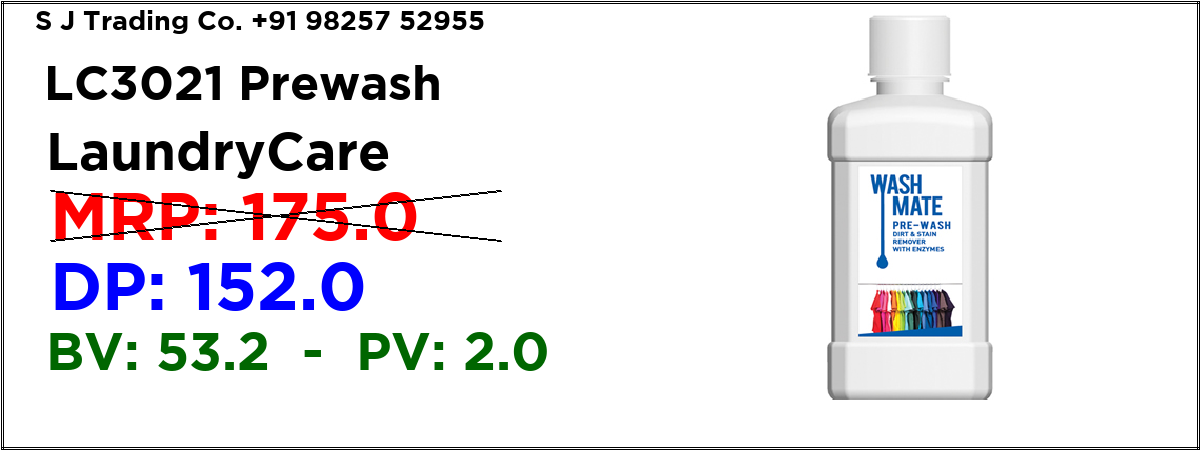 S J Trading Co. +91 98257 52955
LC3021 Prewash
LaundryCare
MRP: 175.0
DP: 152.0
BV: 53.2 - PV: 2.0
WASH
MATE
PRE-WASH
DIRT & STAIN
REMOVER
WITH ENZYMES